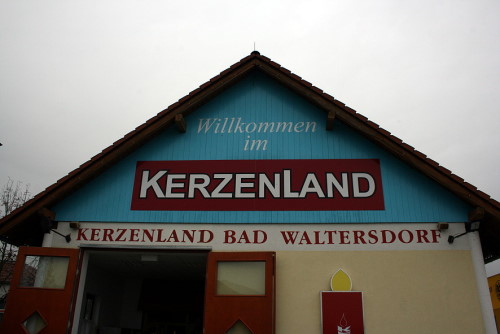 Willkommen
im
KERZENLAND
KERZENLAND BAD WALTERSDORF